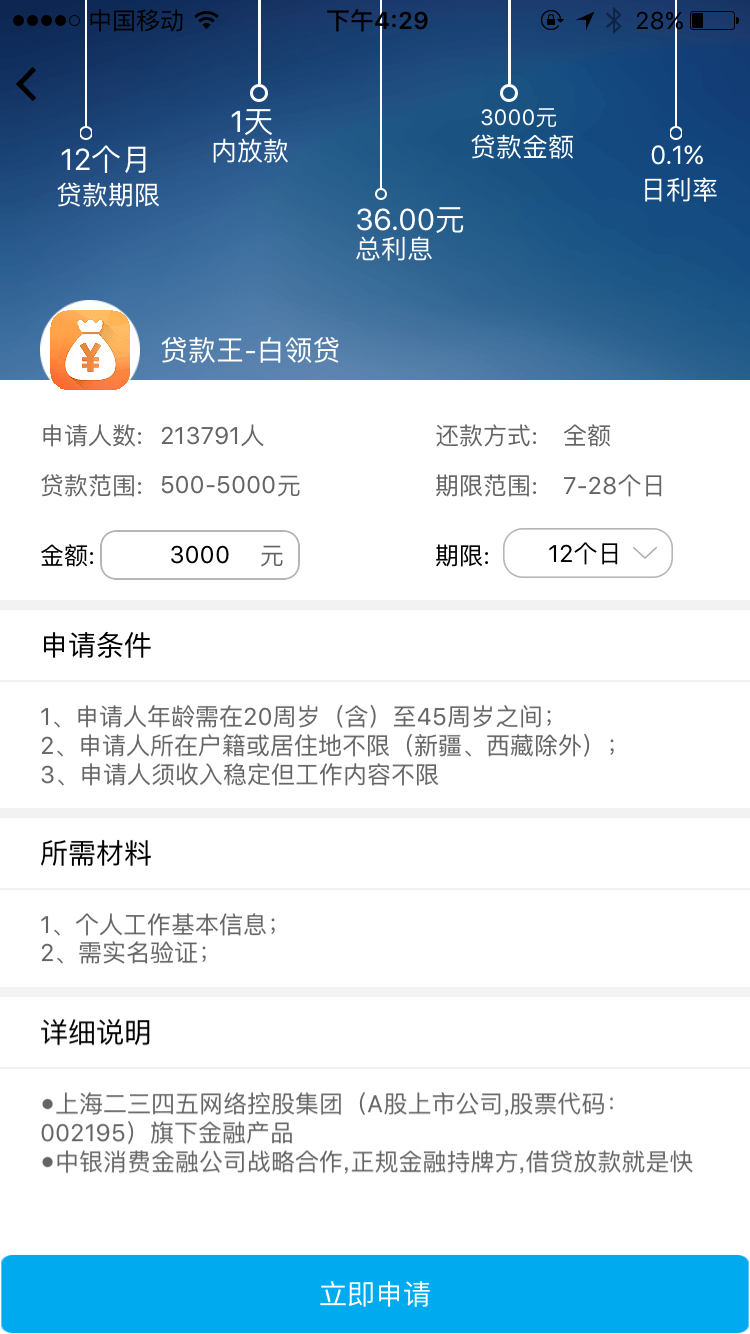 中国移动 下午4:29 28%
12个月
贷款期限
1天
内放款
36.00元
总利息
3000元
贷款金额
0.1%
日利率
贷款王-白领贷
申请人数: 213791人 还款方式: 全额
贷款范围: 500-5000元 期限范围: 7-28个日
金额: 3000 元 期限: 12个日
申请条件
1、申请人年龄需在20周岁（含）至45周岁之间；
2、申请人所在户籍或居住地不限（新疆、西藏除外）；
3、申请人须收入稳定但工作内容不限
所需材料
1、个人工作基本信息；
2、需实名验证；
详细说明
●上海二三四五网络控股集团（A股上市公司,股票代码：
002195）旗下金融产品
●中银消费金融公司战略合作,正规金融持牌方,借贷放款就是快
立即申请